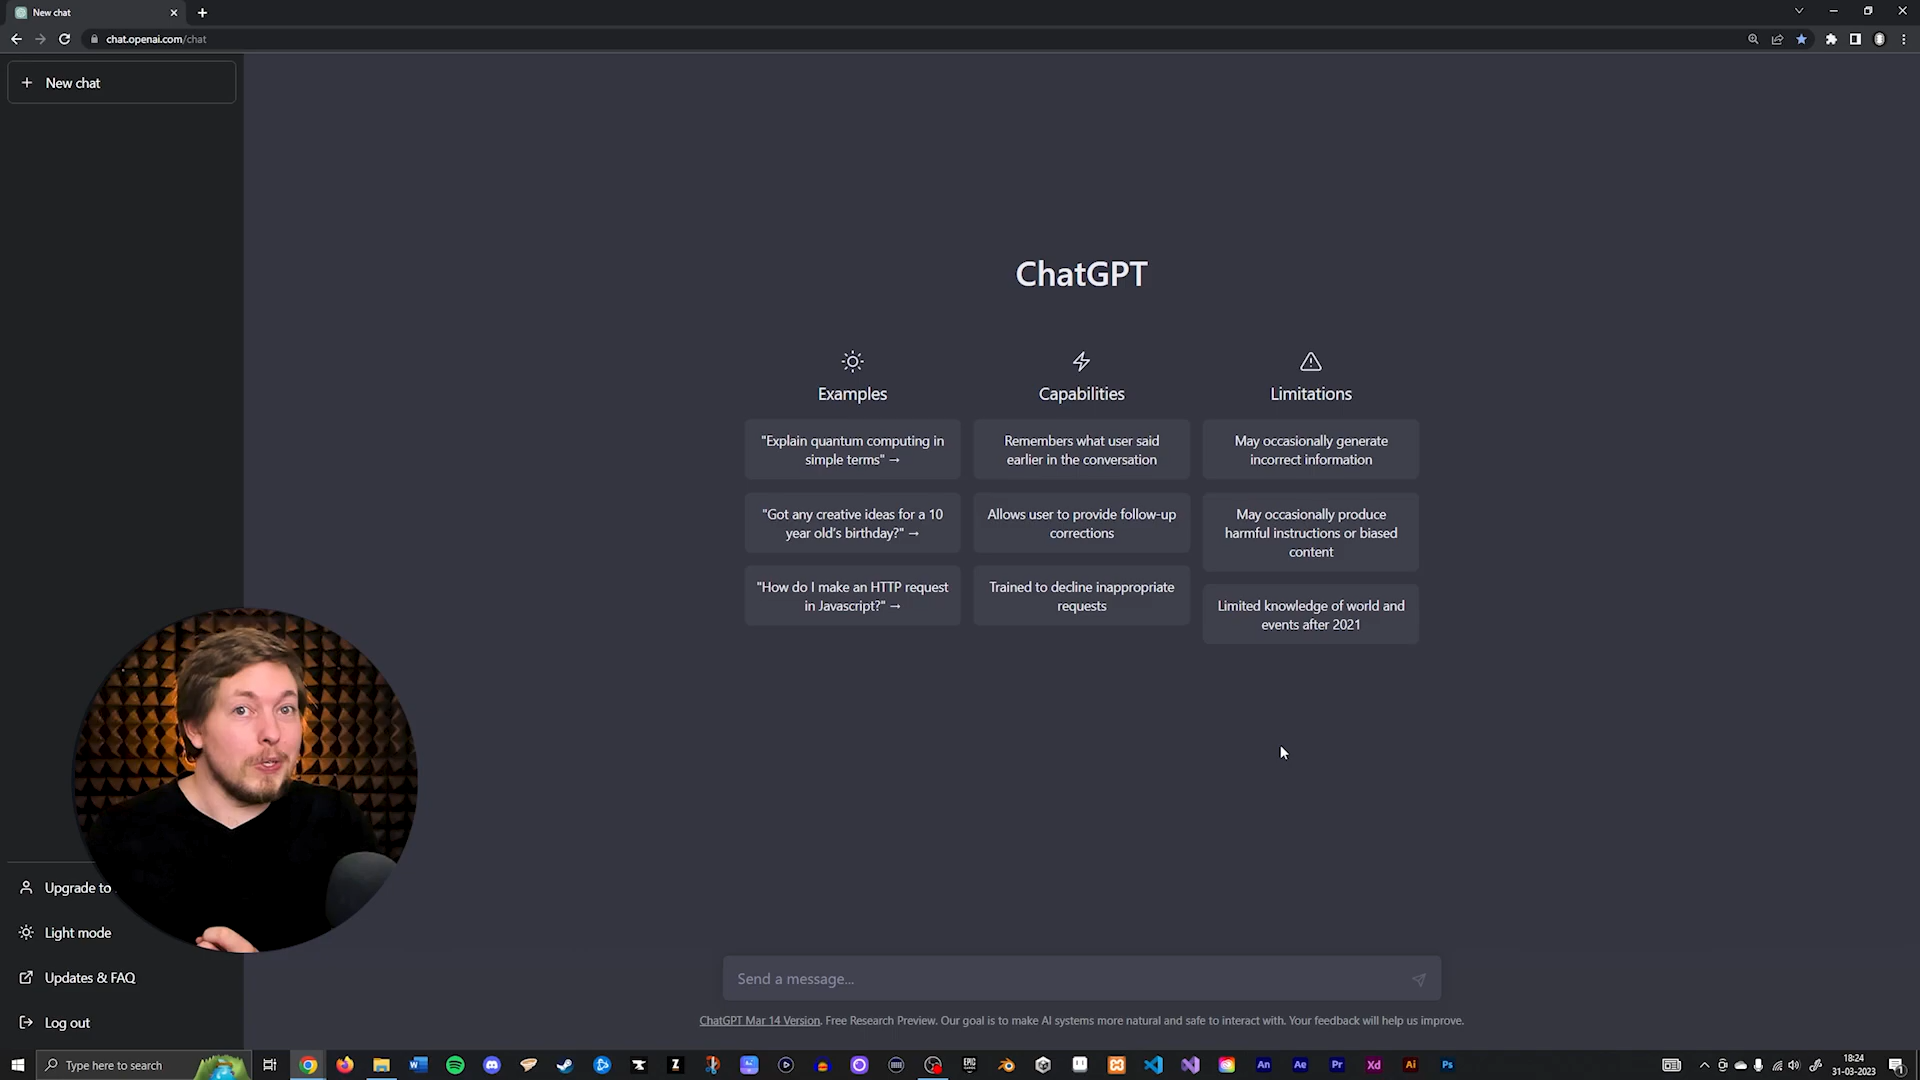 New chat
chat.openai.com/chat
New chat
ChatGPT
Examples
"Explain quantum computing in
simple terms" →
"Got any creative ideas for a 10
year old's birthday?" →
"How do I make an HTTP request
in Javascript?" →
Capabilities
Remembers what user said
earlier in the conversation
Allows user to provide follow-up
corrections
Trained to decline inappropriate
requests
Limitations
May occasionally generate
incorrect information
May occasionally produce
harmful instructions or biased
content
Limited knowledge of world and
events after 2021
Upgrade to
Light mode
Updates & FAQ
Log out
Send a message...
ChatGPT Mar 14 Version. Free Research Preview. Our goal is to make AI systems more natural and safe to interact with. Your feedback will help us improve.
Type here to search
Z
An
Ae
Pr
Xd
Ai
Ps
18:24
31-03-2023